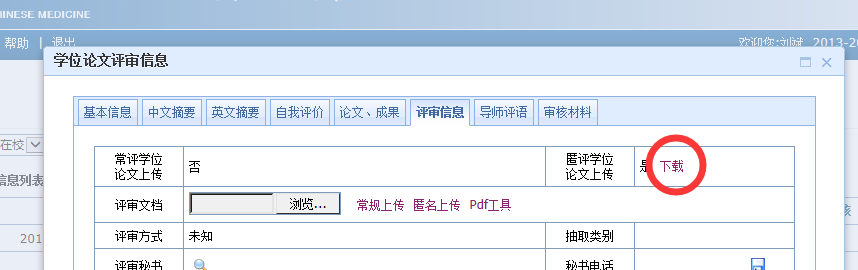 HINESE MEDICINE
帮助 | 退出 欢迎您:刘斌 2013-20
学位论文评审信息
基本信息 中文摘要 英文摘要 自我评价 论文、成果 评审信息 导师评语 审核材料
在校
常评学位论文上传 否 匿评学位论文上传 是 下载
信息列表
评审文档 浏览... 常规上传 匿名上传 Pdf工具
评审方式 未知 抽取类别
201
评审秘书 秘书电话